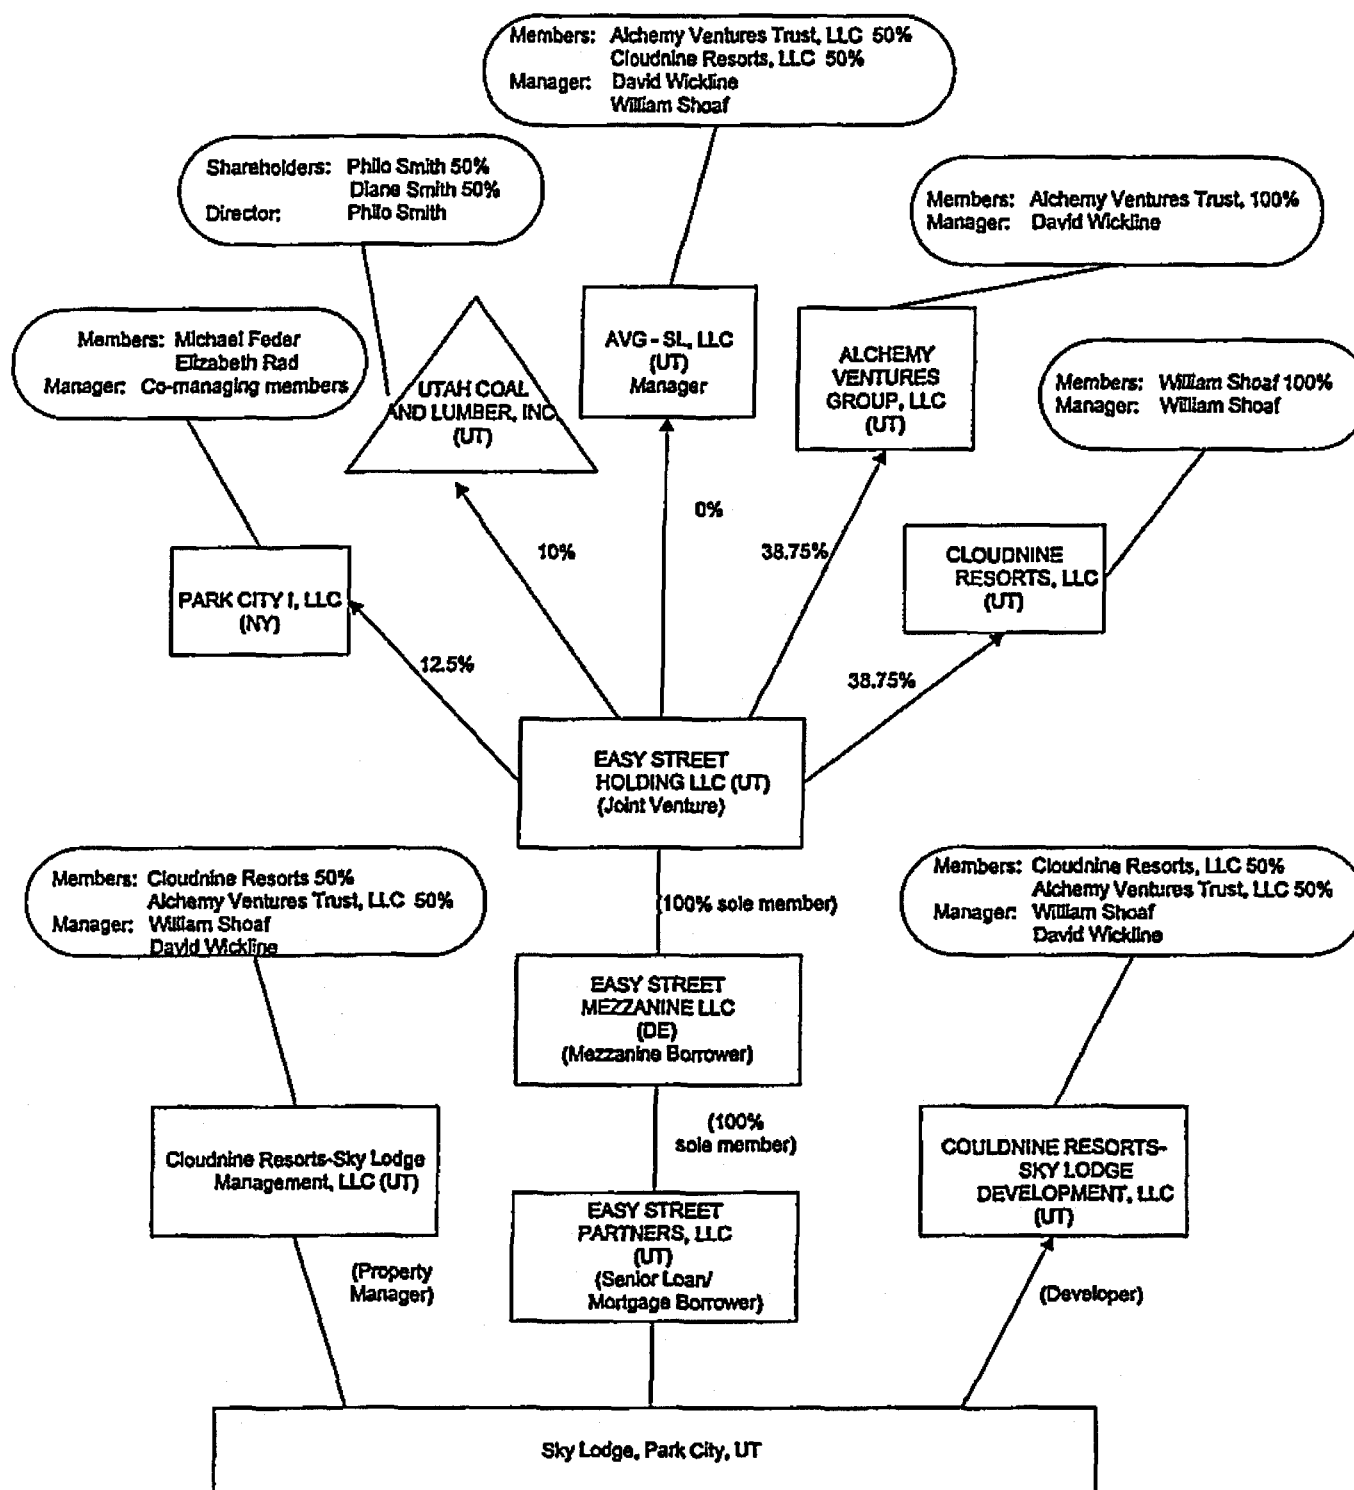 Members: Alchemy Ventures Trust, LLC 50%
Cloudnine Resorts, LLC 50%
Manager: David Wickline
William Shoaf
Shareholders: Philo Smith 50%
Diane Smith 50%
Director: Philo Smith
Members: Alchemy Ventures Trust, 100%
Manager: David Wickline
Members: Michael Feder
Elizabeth Rad
Manager: Co-managing members
UTAH COAL
AND LUMBER, INC.
(UT)
AVG - SL, LLC
(UT)
Manager
ALCHEMY
VENTURES
GROUP, LLC
(UT)
Members: William Shoaf 100%
Manager: William Shoaf
PARK CITY I, LLC
(NY)
10%
0%
38.75%
CLOUDNINE
RESORTS, LLC
(UT)
12.5%
38.75%
EASY STREET
HOLDING LLC (UT)
(Joint Venture)
Members: Cloudnine Resorts 50%
Alchemy Ventures Trust, LLC 50%
Manager: William Shoaf
David Wickline
(100% sole member)
Members: Cloudnine Resorts, LLC 50%
Alchemy Ventures Trust, LLC 50%
Manager: William Shoaf
David Wickline
EASY STREET
MEZZANINE LLC
(DE)
(Mezzanine Borrower)
(100%
sole member)
Cloudnine Resorts-Sky Lodge
Management, LLC (UT)
COULDNINE RESORTS-
SKY LODGE
DEVELOPMENT, LLC
(UT)
EASY STREET
PARTNERS, LLC
(UT)
(Senior Loan/
Mortgage Borrower)
(Property
Manager)
(Developer)
Sky Lodge, Park City, UT